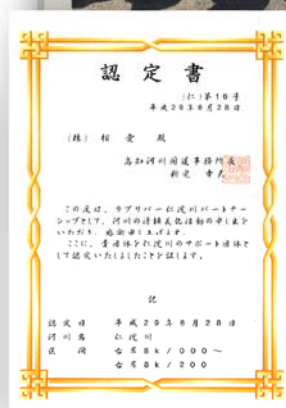 認定書
(仁)第10号
平成29年6月28日
(株) 相愛 殿
高知河川国道事務所長
この度は、ラブリバー仁淀川パートナー
シップとして、河川の清掃美化活動の申し出を
いただき、感謝申し上げます。
ここに、貴団体を仁淀川のサポート団体と
して認定いたしましたことを証します。
記
認定日 平成29年6月28日
河川名 仁淀川
区間 右岸8k/000~
右岸8k/200